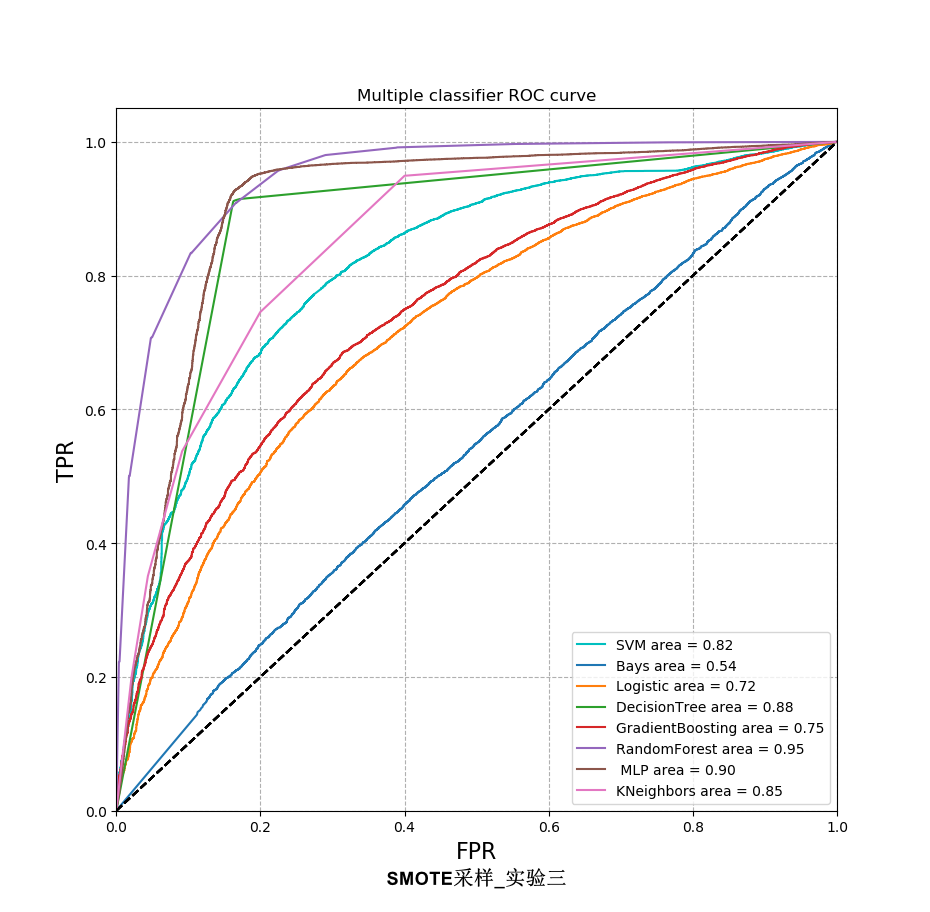 Multiple classifier ROC curve
TPR
1.0
0.8
0.6
0.4
0.2
0.0
SVM area = 0.82
Bays area = 0.54
Logistic area = 0.72
DecisionTree area = 0.88
GradientBoosting area = 0.75
RandomForest area = 0.95
MLP area = 0.90
KNeighbors area = 0.85
0.0 0.2 0.4 0.6 0.8 1.0
FPR
SMOTE采样_实验三